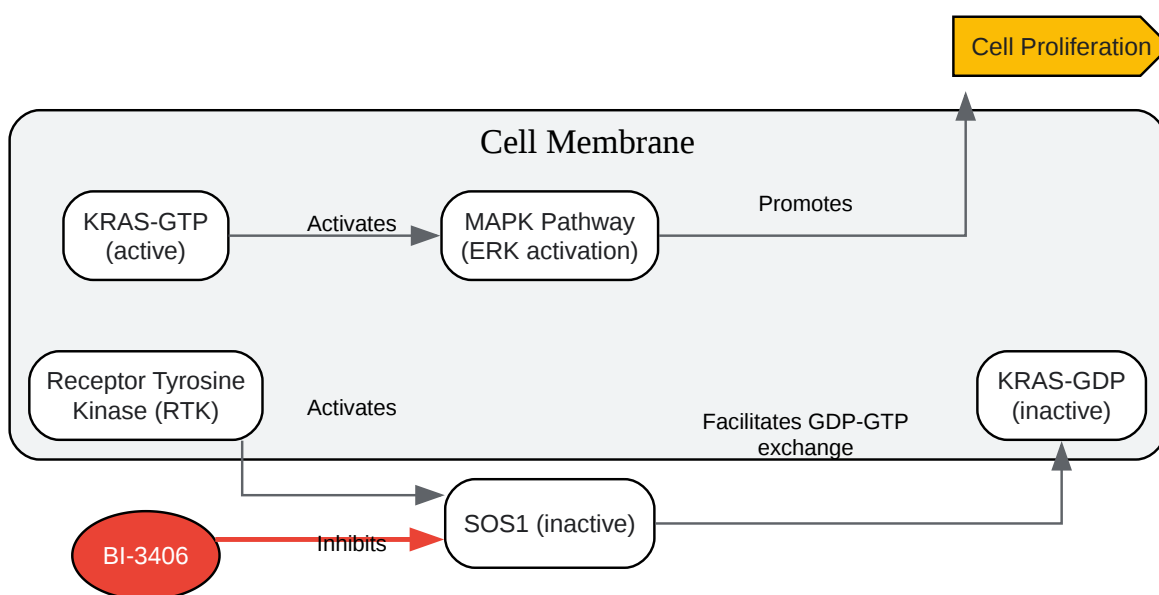 Cell Proliferation
Cell Membrane
KRAS-GTP
(active)
Activates
MAPK Pathway
(ERK activation)
Promotes
Receptor Tyrosine
Kinase (RTK)
Activates
Facilitates GDP-GTP
exchange
KRAS-GDP
(inactive)
SOS1 (inactive)
BI-3406
Inhibits